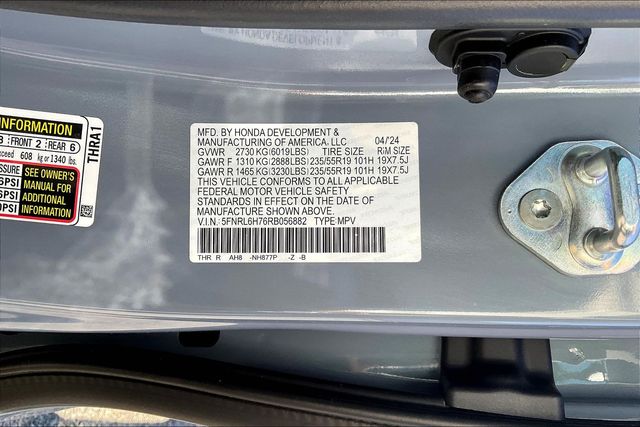 INFORMATION
FRONT 2 REAR 6
608 kg or 1340 lbs.
SEE OWNER'S
MANUAL FOR
ADDITIONAL
INFORMATION
THRA1
MFD. BY HONDA DEVELOPMENT &
MANUFACTURING OF AMERICA, LLC 04/'24
GVWR 2730 KG(6019LBS) TIRE SIZE RIM SIZE
GAWR F 1310 KG(2888LBS) 235/55R19 101H 19X7.5J
GAWR R 1465 KG(3230LBS) 235/55R19 101H 19X7.5J
THIS VEHICLE CONFORMS TO ALL APPLICABLE
FEDERAL MOTOR VEHICLE SAFETY
STANDARDS IN EFFECT ON THE DATE OF
MANUFACTURE SHOWN ABOVE.
V.I.N.: 5FNRL6H76RB056882 TYPE:MPV
THR R AH8 -NH877P -Z -B